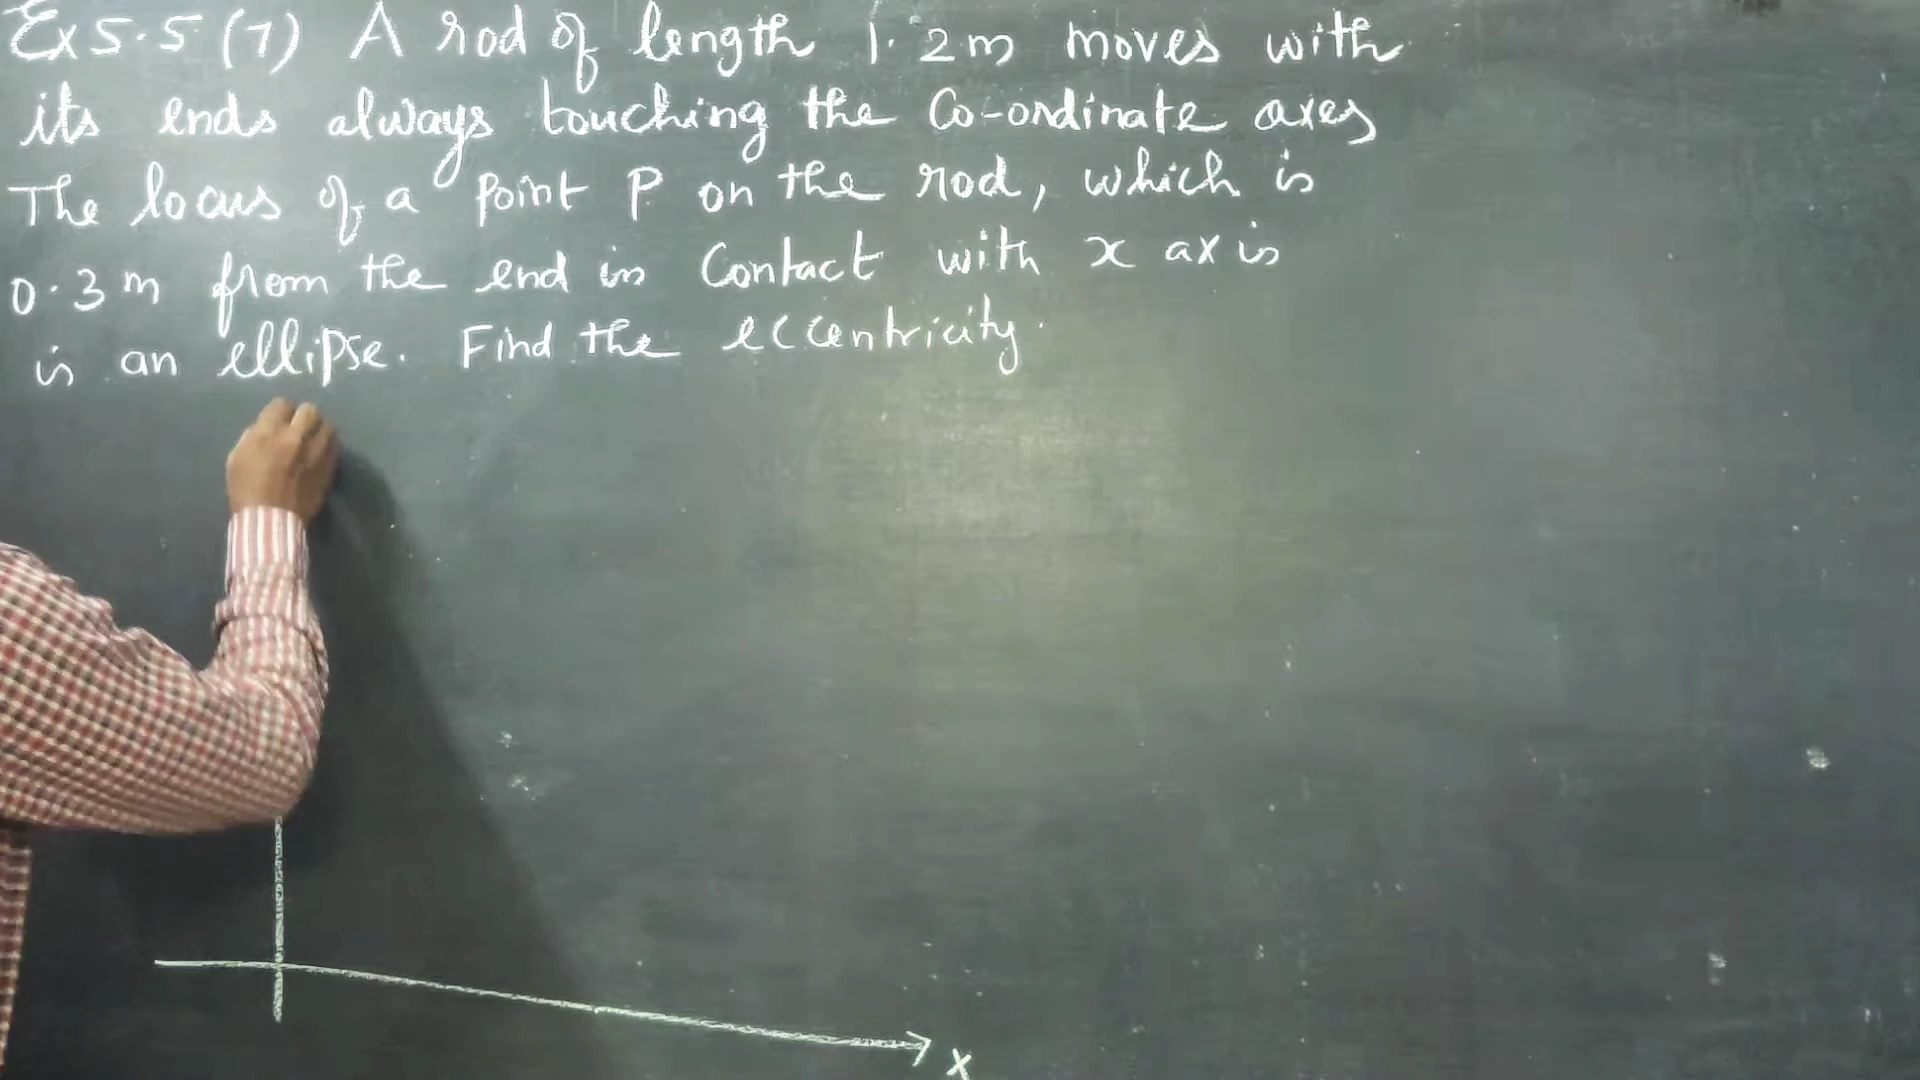 Ex 5.5 (7) A rod of length 1.2m moves with
its ends always touching the Co-ordinate axes
The locus of a point P on the rod, which is
0.3m from the end in Contact with x axis
is an ellipse. Find the eccentricity.
x